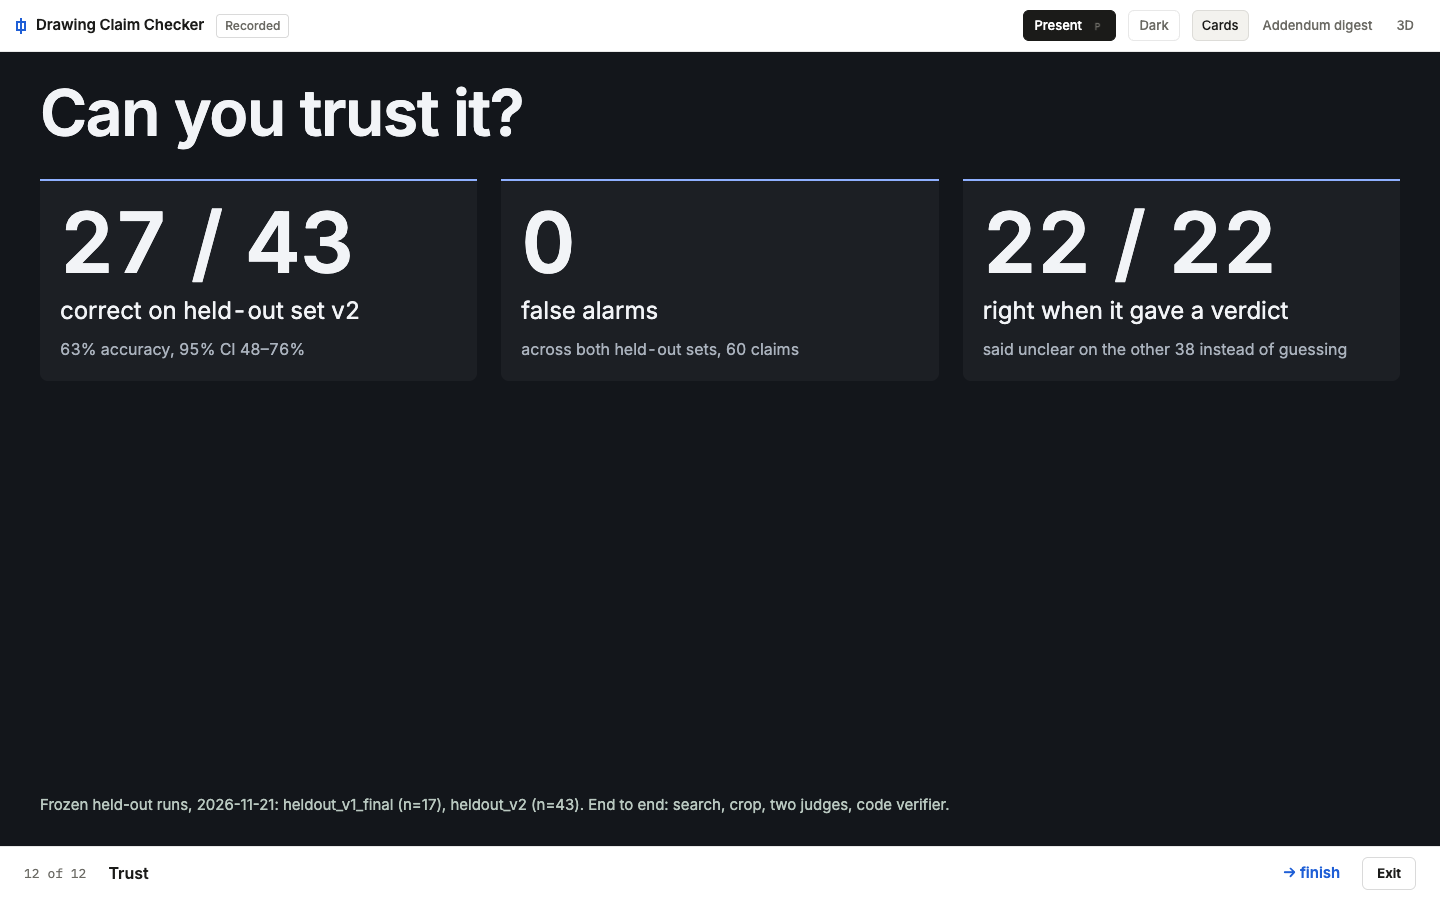 Drawing Claim Checker
Recorded
Present P
Dark
Cards
Addendum digest
3D
Can you trust it?
27 / 43
correct on held-out set v2
63% accuracy, 95% CI 48–76%
0
false alarms
across both held-out sets, 60 claims
22 / 22
right when it gave a verdict
said unclear on the other 38 instead of guessing
Frozen held-out runs, 2026-11-21: heldout_v1_final (n=17), heldout_v2 (n=43). End to end: search, crop, two judges, code verifier.
12 of 12
Trust
→ finish
Exit